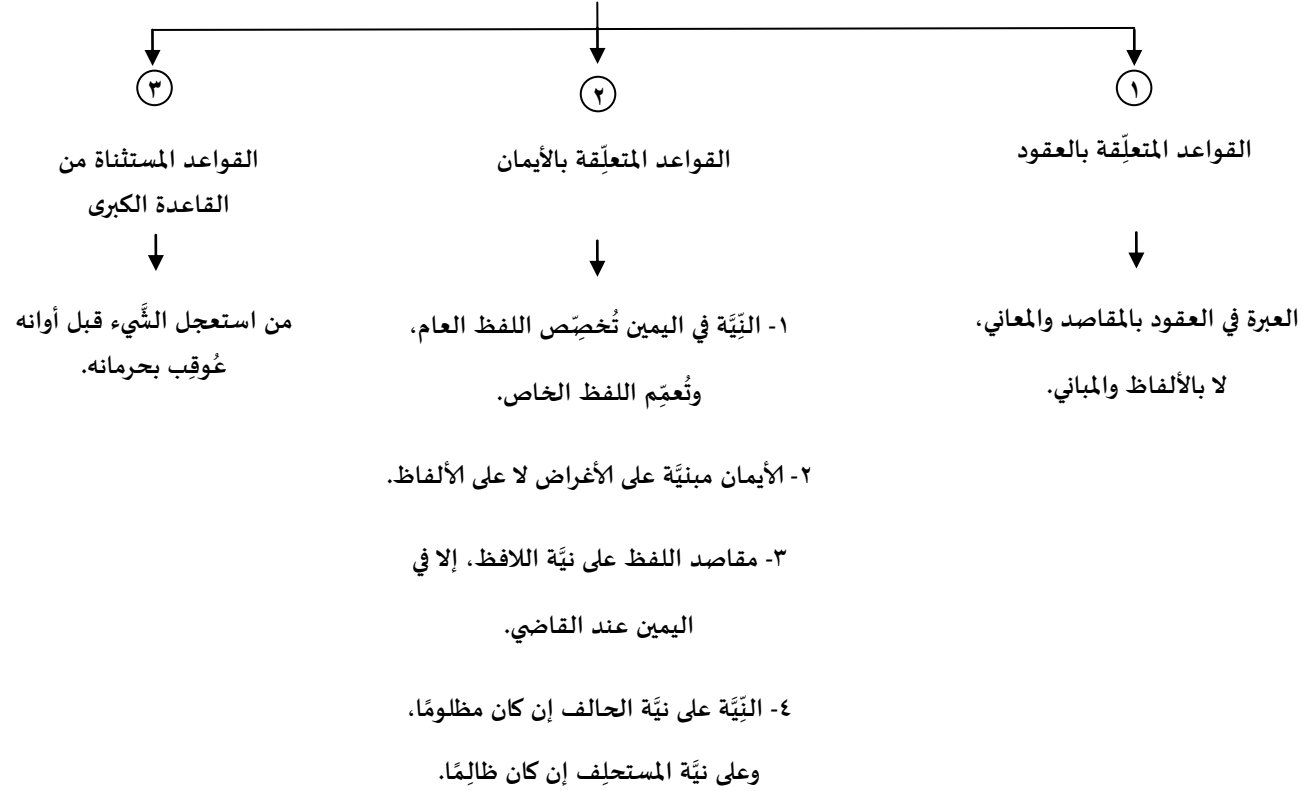 ١
القواعد المتعلِّقة بالعقود
العبرة في العقود بالمقاصد والمعاني،
لا بالألفاظ والمباني.
٢
القواعد المتعلِّقة بالأيمان
١- النِّيَّة في اليمين تُخصِّص اللفظ العام،
وتُعمِّم اللفظ الخاص.
٢- الأيمان مبنيَّة على الأغراض لا على الألفاظ.
٣- مقاصد اللفظ على نيَّة اللافظ، إلا في
اليمين عند القاضي.
٤- النِّيَّة على نيَّة الحالف إن كان مظلومًا،
وعلى نيَّة المستحلِف إن كان ظالِمًا.
٣
القواعد المستثناة من
القاعدة الكبرى
من استعجل الشَّيء قبل أوانه
عُوقِب بحرمانه.